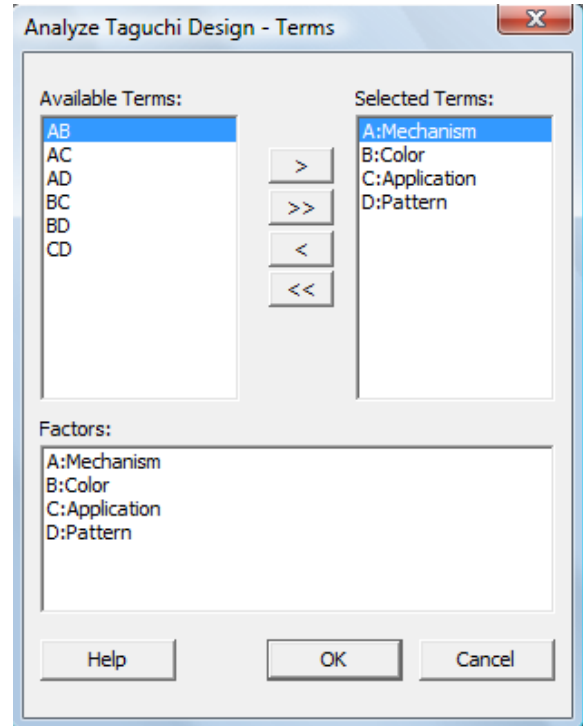 Analyze Taguchi Design - Terms
X
Available Terms:
AB
AC
AD
BC
BD
CD
>
>>
<
<<
Selected Terms:
A:Mechanism
B:Color
C:Application
D:Pattern
Factors:
A:Mechanism
B:Color
C:Application
D:Pattern
Help
OK
Cancel